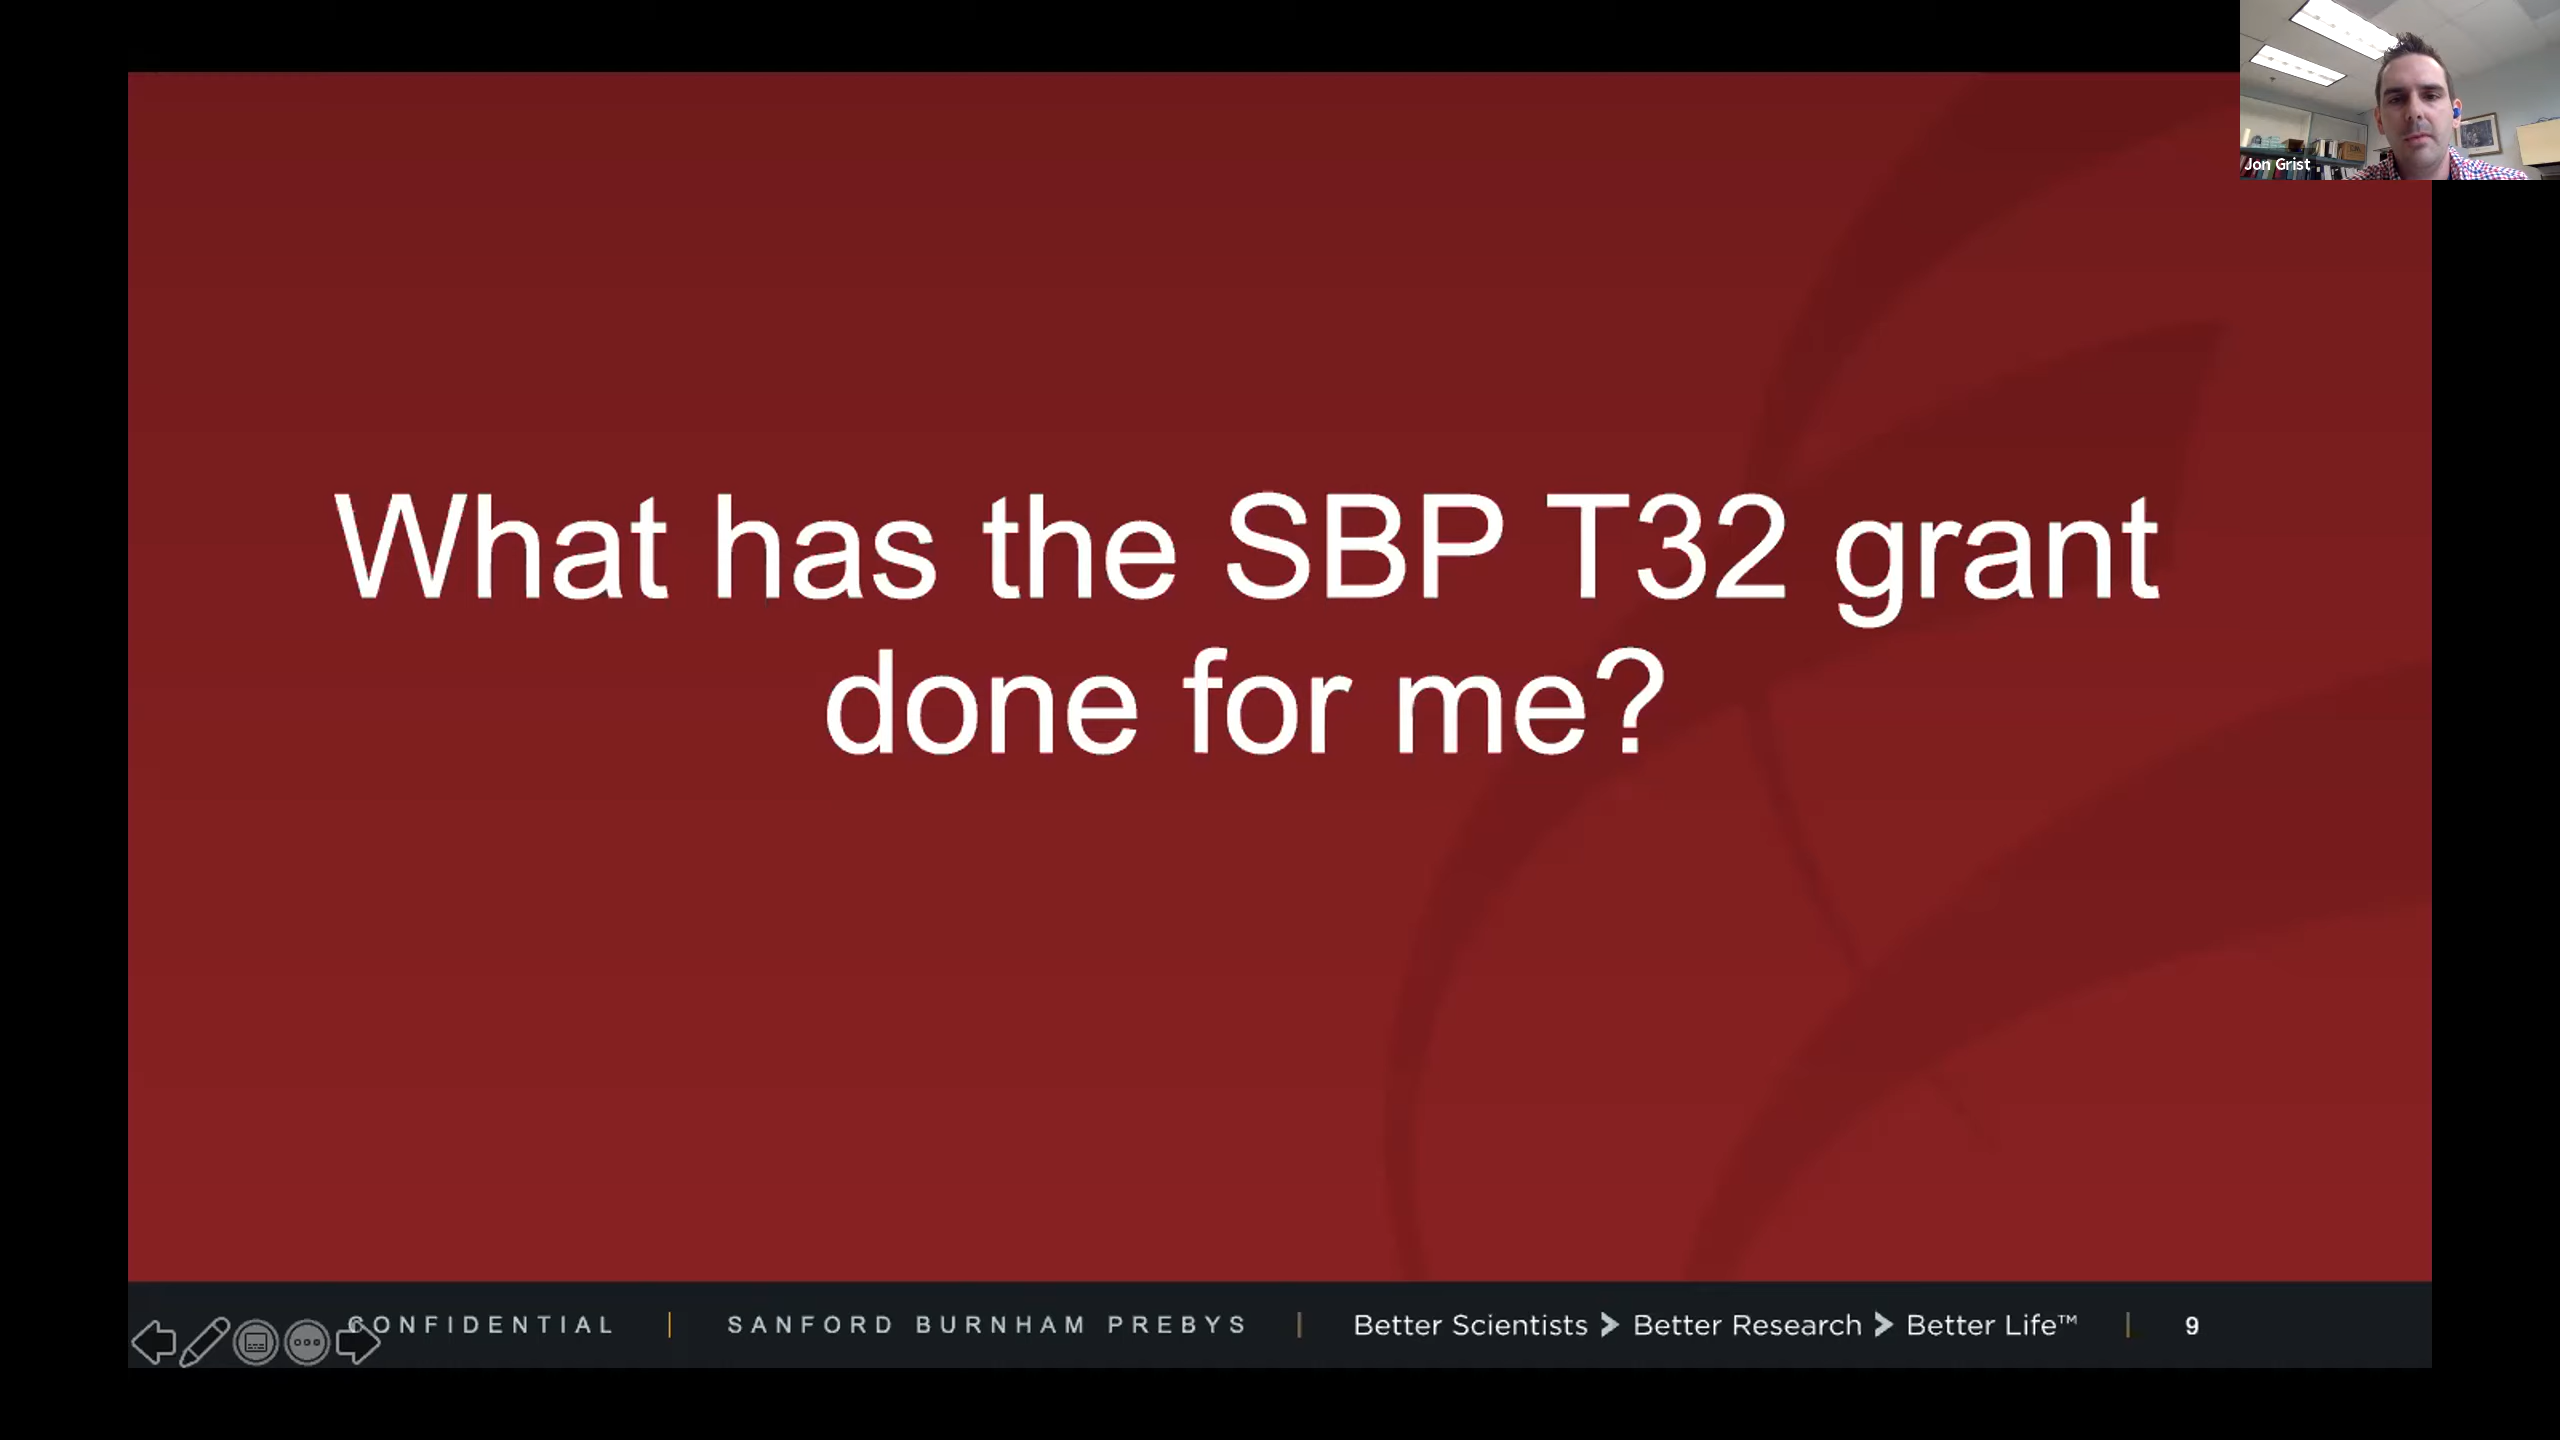 Jon Grist
What has the SBP T32 grant
done for me?
CONFIDENTIAL | SANFORD BURNHAM PREBYS | Better Scientists > Better Research > Better Life™ | 9